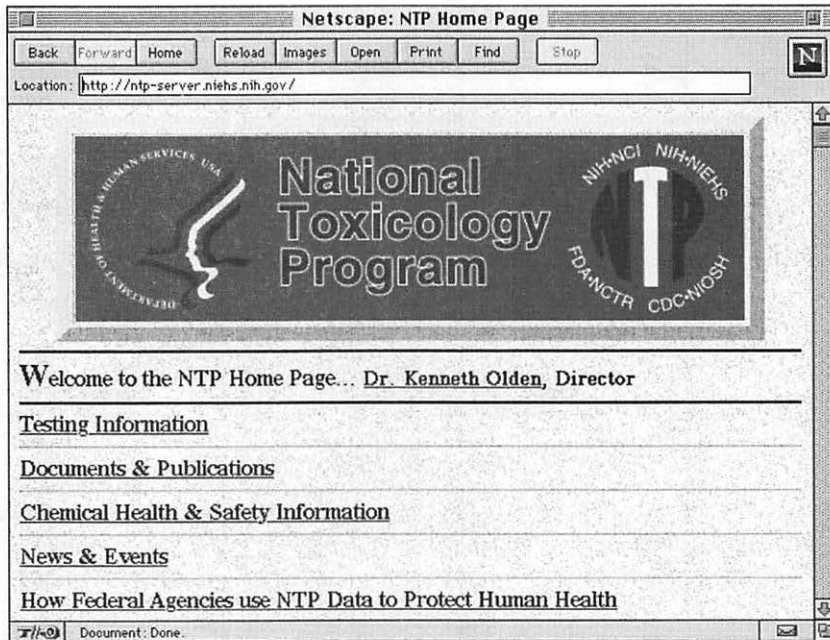 Netscape: NTP Home Page
Back Forward Home Reload Images Open Print Find Stop
N
Location: http://ntp-server.niehs.nih.gov/
DEPARTMENT OF HEALTH & HUMAN SERVICES USA
National
Toxicology
Program
NIH•NCI NIH•NIEHS
NTP
FDA•NCTR CDC•NIOSH
Welcome to the NTP Home Page... Dr. Kenneth Olden, Director
Testing Information
Documents & Publications
Chemical Health & Safety Information
News & Events
How Federal Agencies use NTP Data to Protect Human Health
Document: Done.